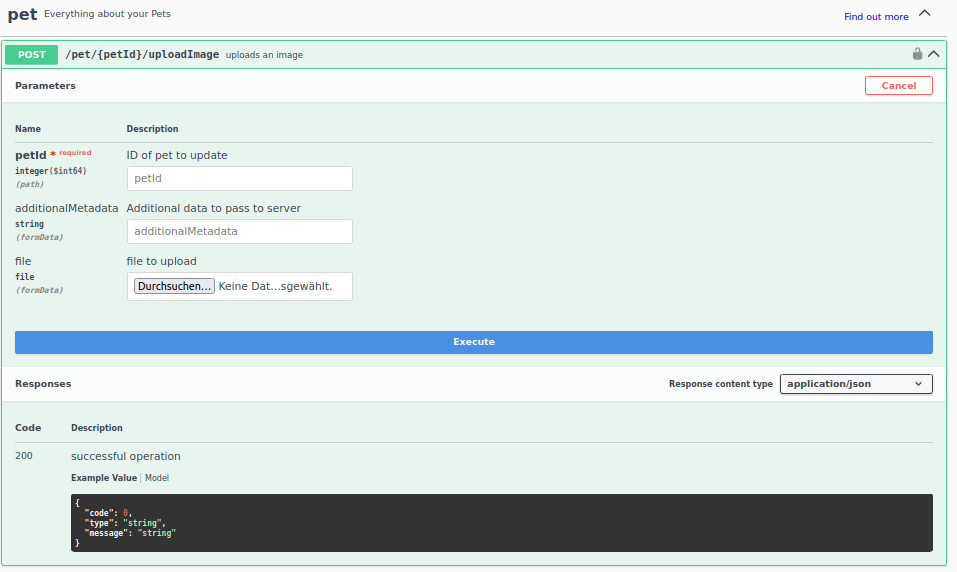 pet Everything about your Pets Find out more
POST /pet/{petId}/uploadImage uploads an image
Parameters Cancel
Name Description
petId * required ID of pet to update
integer($int64) petId
(path)
additionalMetadata Additional data to pass to server
string additionalMetadata
(formData)
file file to upload
file Durchsuchen... Keine Dat...sgewählt.
(formData)
Execute
Responses Response content type application/json
Code Description
200 successful operation
Example Value | Model
{
"code": 0,
"type": "string",
"message": "string"
}